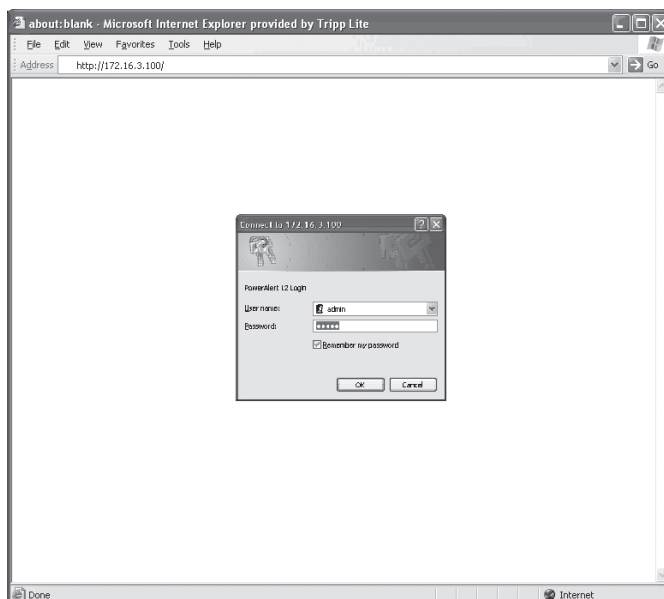 about:blank - Microsoft Internet Explorer provided by Tripp Lite
File Edit View Favorites Tools Help
Address http://172.16.3.100/ Go
Connect to 172.16.3.100
PowerAlert 12 Login
User name: admin
Password: •••••
Remember my password
OK Cancel
Done Internet